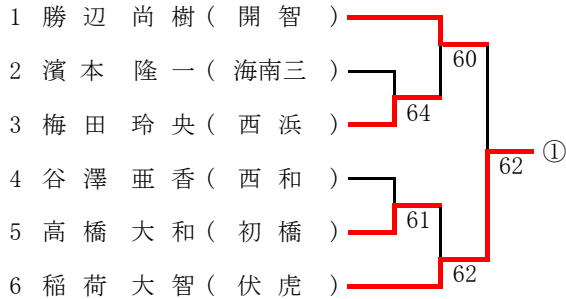 1 勝 辺 尚 樹 ( 開 智 )
60
2 濱 本 隆 一 ( 海南三 )
64
3 梅 田 玲 央 ( 西 浜 )
62 ①
4 谷 澤 亜 香 ( 西 和 )
61
5 高 橋 大 和 ( 初 橋 )
62
6 稲 荷 大 智 ( 伏 虎 )